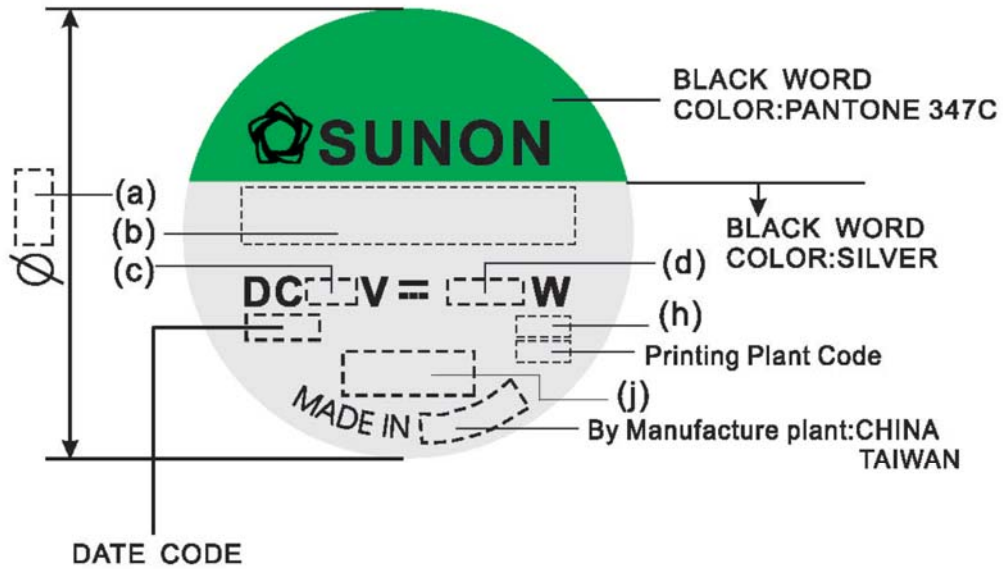 BLACK WORD
COLOR:PANTONE 347C
SUNON
(a)
(b)
BLACK WORD
COLOR:SILVER
(c)
(d)
DC V W
(h)
Printing Plant Code
(j)
MADE IN
By Manufacture plant:CHINA
TAIWAN
Ø
DATE CODE